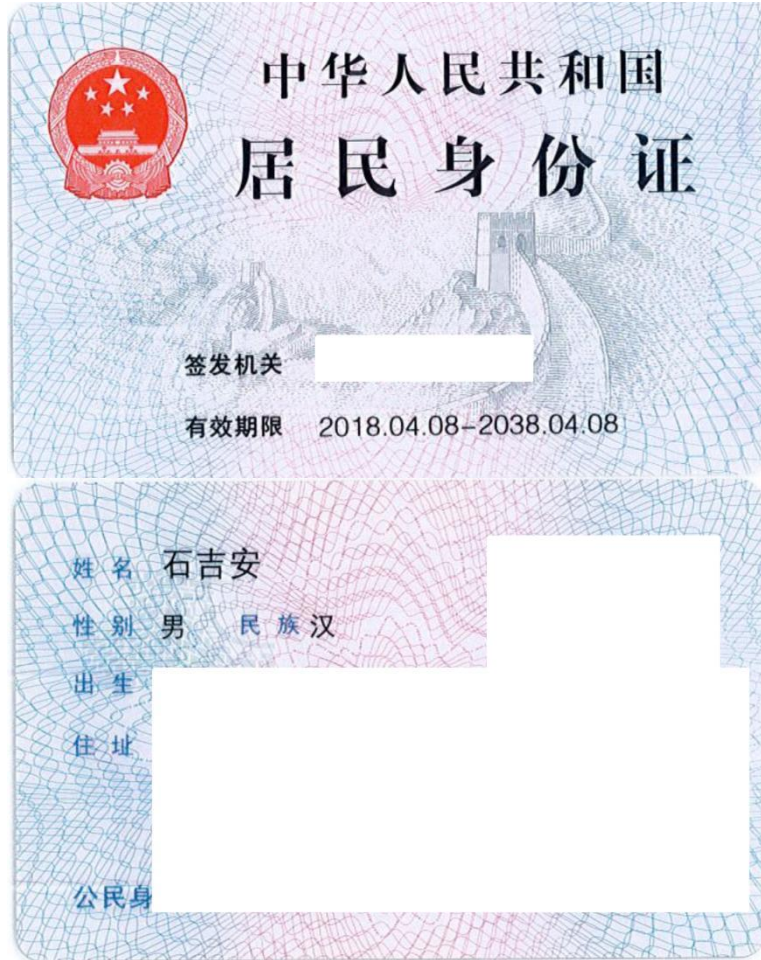 中华人民共和国
居民身份证
签发机关
有效期限 2018.04.08-2038.04.08
姓名 石吉安
性别 男 民族 汉
出生
住址
公民身